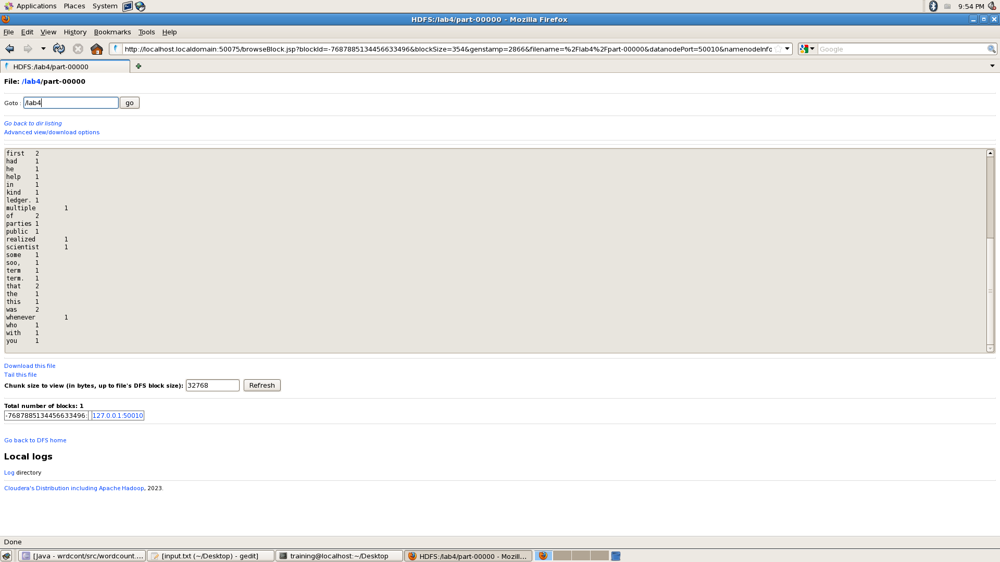 Applications Places System 9:54 PM
HDFS:/lab4/part-00000 - Mozilla Firefox
File Edit View History Bookmarks Tools Help
http://localhost.localdomain:50075/browseBlock.jsp?blockId=-7687885134456633496&blockSize=354&genstamp=2866&filename=%2Flab4%2Fpart-00000&datanodePort=50010&namenodeInfo Google
HDFS:/lab4/part-00000
File: /lab4/part-00000
Goto : /lab4 go
Go back to dir listing
Advanced view/download options
first 2
had 1
he 1
help 1
in 1
kind 1
ledger. 1
multiple 1
of 2
parties 1
public 1
realized 1
scientist 1
some 1
soo, 1
term 1
term. 1
that 2
the 1
this 1
was 2
whenever 1
who 1
with 1
you 1
Download this file
Tail this file
Chunk size to view (in bytes, up to file's DFS block size): 32768 Refresh
Total number of blocks: 1
-7687885134456633496: 127.0.0.1:50010
Go back to DFS home
Local logs
Log directory
Cloudera's Distribution including Apache Hadoop, 2023.
Done
[Java - wrdcont/src/wordcount.... [input.txt (~/Desktop) - gedit] training@localhost:~/Desktop HDFS:/lab4/part-00000 - Mozill...